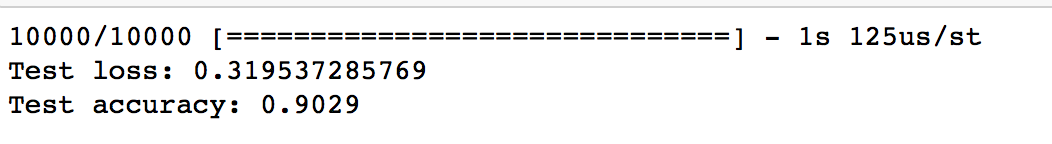 10000/10000 [==============================] - 1s 125us/st
Test loss: 0.319537285769
Test accuracy: 0.9029